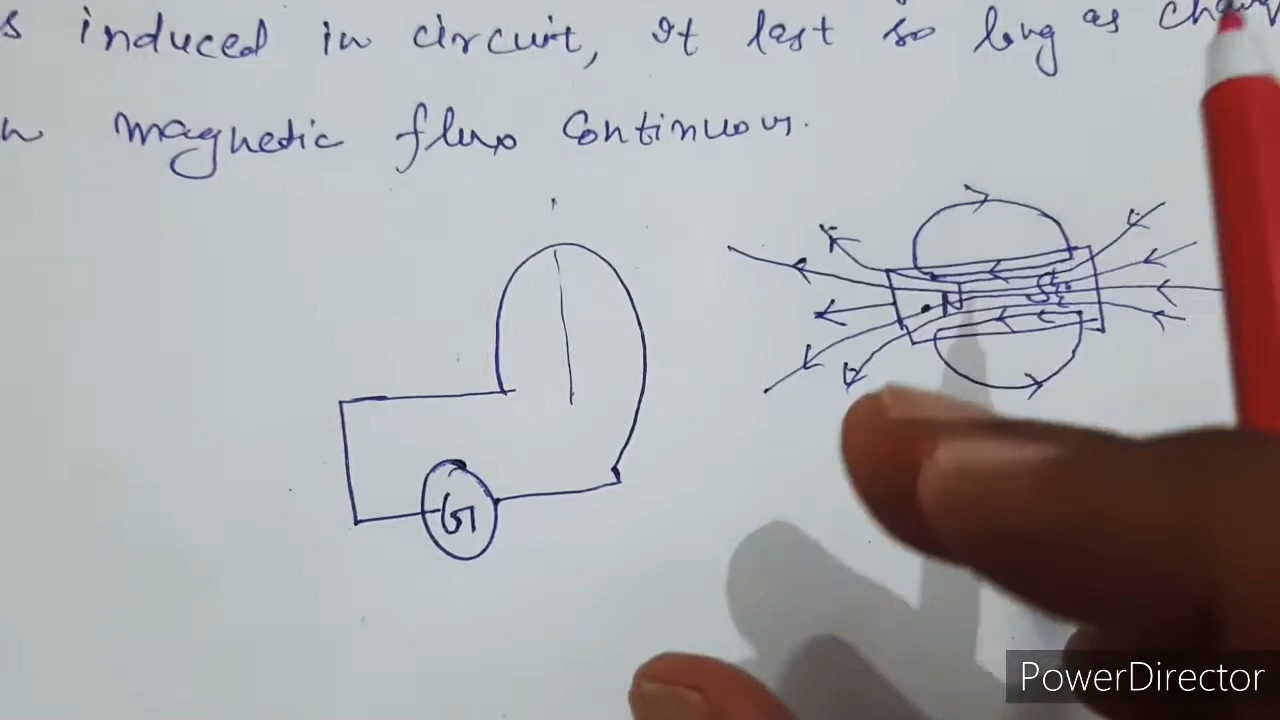 s induced in circuit, It last so long as
magnetic flux continuous.
N
S
G
PowerDirector